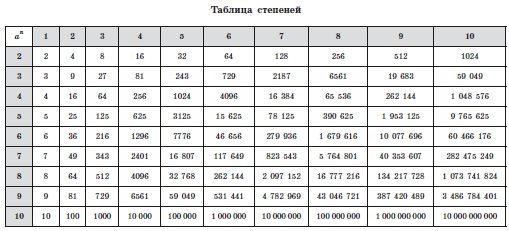 Таблица степеней
aⁿ 1 2 3 4 5 6 7 8 9 10
2 2 4 8 16 32 64 128 256 512 1024
3 3 9 27 81 243 729 2187 6561 19 683 59 049
4 4 16 64 256 1024 4096 16 384 65 536 262 144 1 048 576
5 5 25 125 625 3125 15 625 78 125 390 625 1 953 125 9 765 625
6 6 36 216 1296 7776 46 656 279 936 1 679 616 10 077 696 60 466 176
7 7 49 343 2401 16 807 117 649 823 543 5 764 801 40 353 607 282 475 249
8 8 64 512 4096 32 768 262 144 2 097 152 16 777 216 134 217 728 1 073 741 824
9 9 81 729 6561 59 049 531 441 4 782 969 43 046 721 387 420 489 3 486 784 401
10 10 100 1000 10 000 100 000 1 000 000 10 000 000 100 000 000 1 000 000 000 10 000 000 000